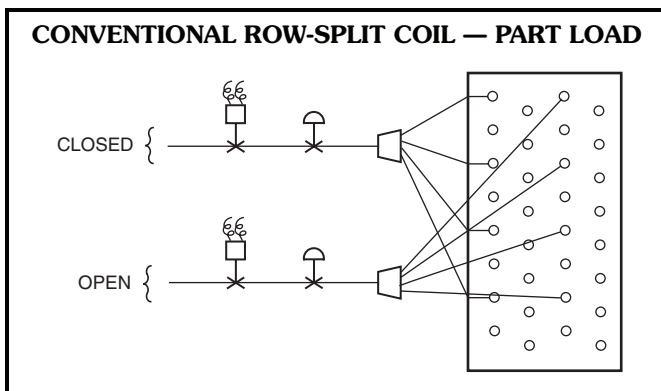 CONVENTIONAL ROW-SPLIT COIL — PART LOAD
CLOSED
OPEN